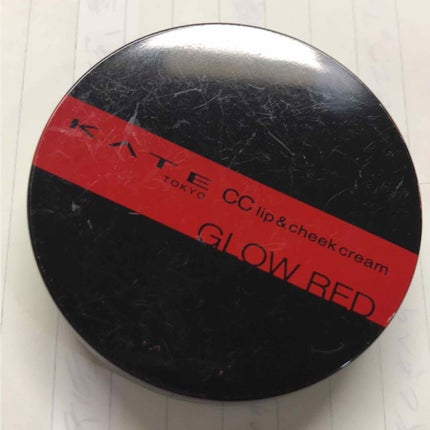 KATE
TOKYO
CC lip&cheek cream
GLOW RED